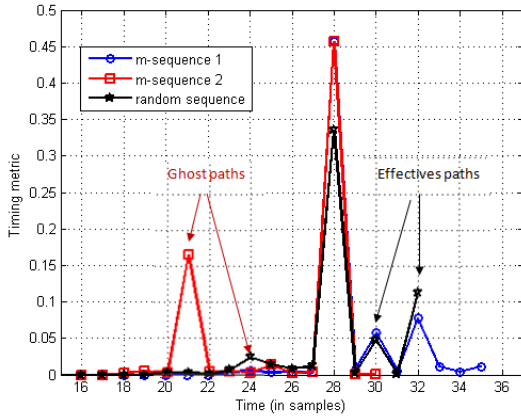 0.5
0.45
0.4
0.35
0.3
0.25
0.2
0.15
0.1
0.05
0
m-sequence 1
m-sequence 2
random sequence
Ghost paths
Effectives paths
Timing metric
16 18 20 22 24 26 28 30 32 34 36
Time (in samples)